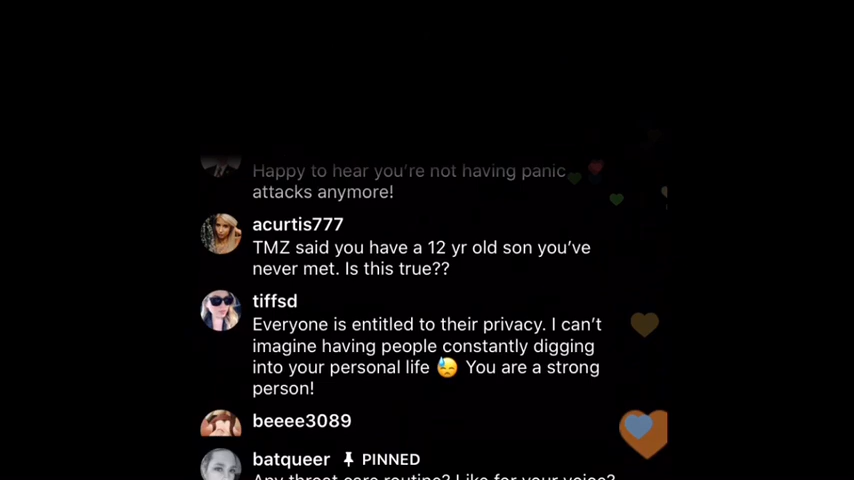 Happy to hear you're not having panic
attacks anymore!
acurtis777
TMZ said you have a 12 yr old son you've
never met. Is this true??
tiffsd
Everyone is entitled to their privacy. I can't
imagine having people constantly digging
into your personal life 😓 You are a strong
person!
beeee3089
batqueer 📌 PINNED
Any throat care routine? Like for your voice?